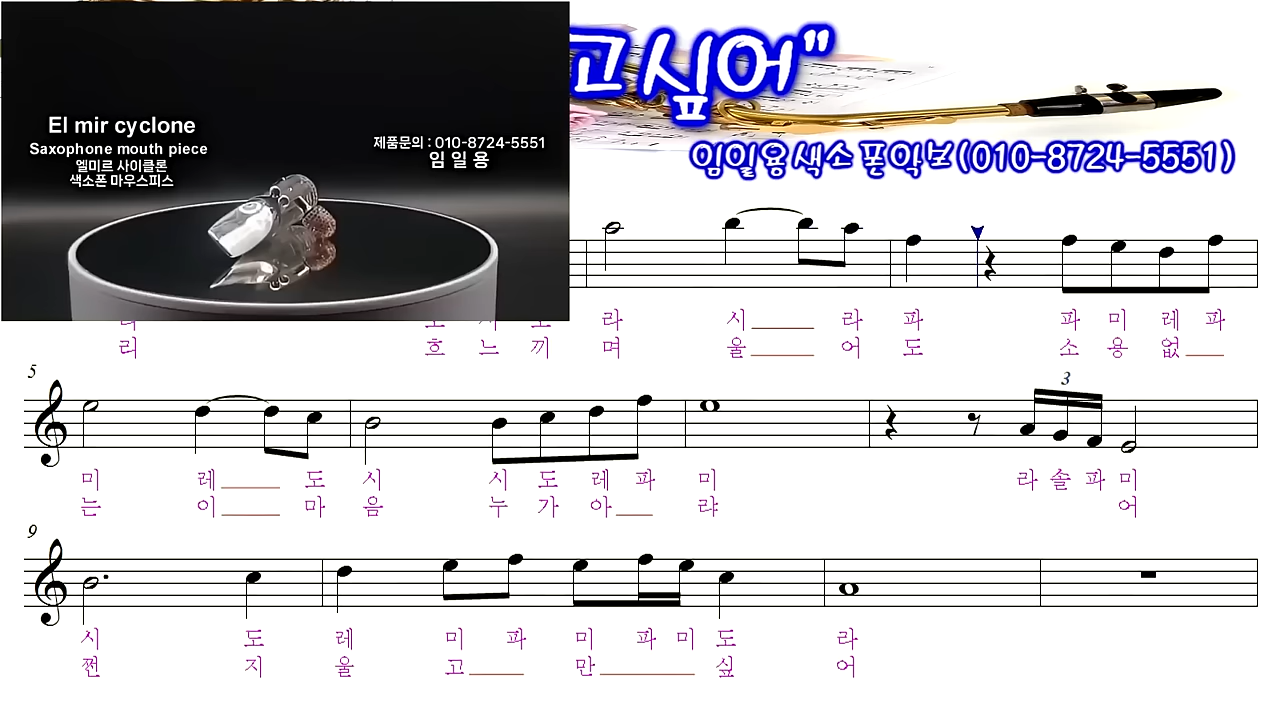 고싶어"
El mir cyclone
Saxophone mouth piece
엘미르 사이클론
색소폰 마우스피스
제품문의 : 010-8724-5551
임 일 용
임일용색소폰악보(010-8724-5551)
라 시 라 파 파 미 레 파
리 흐 느 끼 며 울 어 도 소 용 없
5
3
미 레 도 시 시 도 레 파 미 라 솔 파 미
는 이 마 음 누 가 아 랴 어
9
시 도 레 미 파 미 파 미 도 라
쩐 지 울 고 만 싶 어